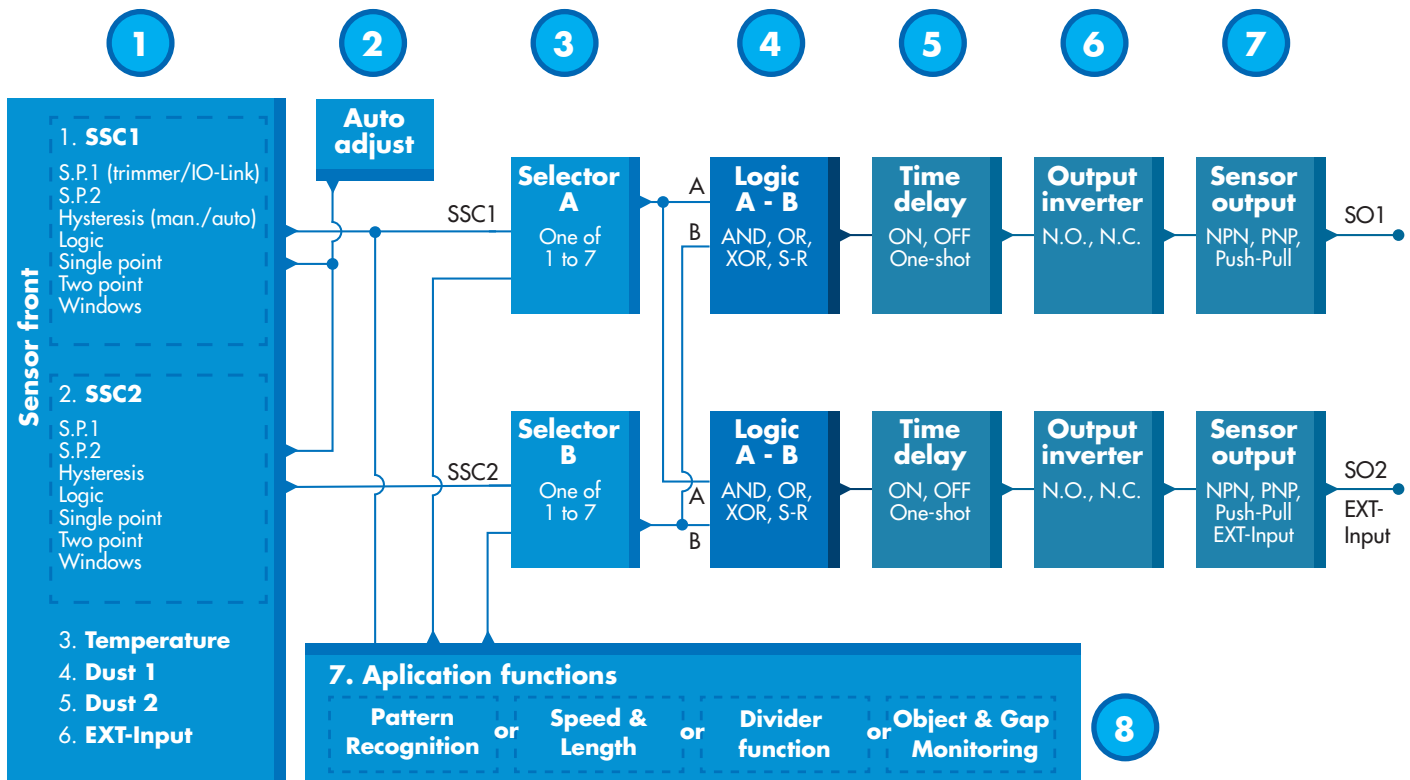 1
2
3
4
5
6
7
Sensor front
1. SSC1
S.P.1 (trimmer/IO-Link)
S.P.2
Hysteresis (man./auto)
Logic
Single point
Two point
Windows
2. SSC2
S.P.1
S.P.2
Hysteresis
Logic
Single point
Two point
Windows
3. Temperature
4. Dust 1
5. Dust 2
6. EXT-Input
Auto
adjust
SSC1
Selector
A
One of
1 to 7
A
B
Logic
A - B
AND, OR,
XOR, S-R
Time
delay
ON, OFF
One-shot
Output
inverter
N.O., N.C.
Sensor
output
NPN, PNP,
Push-Pull
SO1
SSC2
Selector
B
One of
1 to 7
A
B
Logic
A - B
AND, OR,
XOR, S-R
Time
delay
ON, OFF
One-shot
Output
inverter
N.O., N.C.
Sensor
output
NPN, PNP,
Push-Pull
EXT-Input
SO2
EXT-
Input
7. Aplication functions
Pattern
Recognition
or
Speed &
Length
or
Divider
function
or
Object & Gap
Monitoring
8